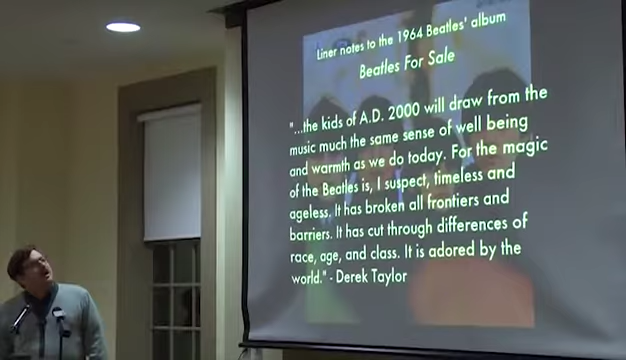 Liner notes to the 1964 Beatles' album
Beatles For Sale
"...the kids of A.D. 2000 will draw from the
music much the same sense of well being
and warmth as we do today. For the magic
of the Beatles is, I suspect, timeless and
ageless. It has broken all frontiers and
barriers. It has cut through differences of
race, age, and class. It is adored by the
world." - Derek Taylor